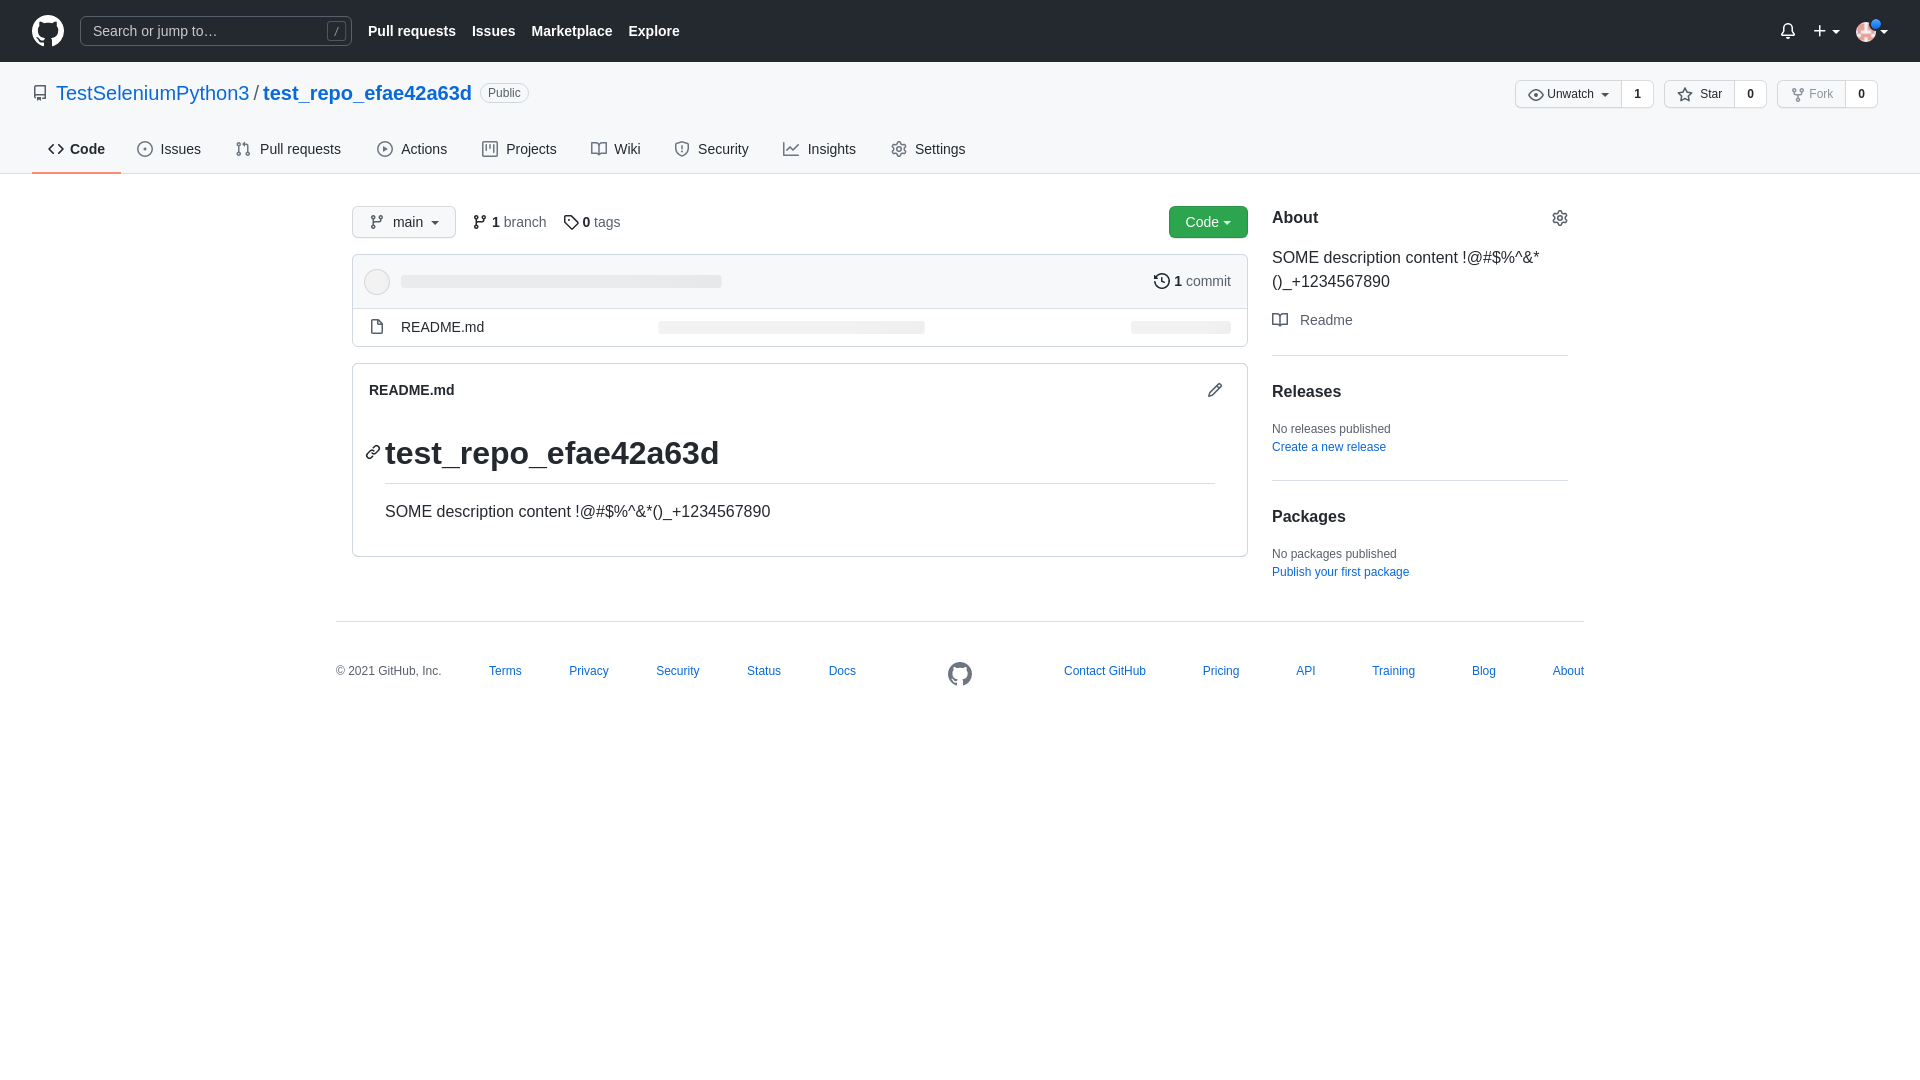 Search or jump to… /
Pull requests Issues Marketplace Explore
TestSeleniumPython3 / test_repo_efae42a63d Public
Unwatch 1 Star 0 Fork 0
Code Issues Pull requests Actions Projects Wiki Security Insights Settings
main 1 branch 0 tags Code
1 commit
README.md
README.md
test_repo_efae42a63d
SOME description content !@#$%^&*()_+1234567890
About
SOME description content !@#$%^&*
()_+1234567890
Readme
Releases
No releases published
Create a new release
Packages
No packages published
Publish your first package
© 2021 GitHub, Inc. Terms Privacy Security Status Docs Contact GitHub Pricing API Training Blog About